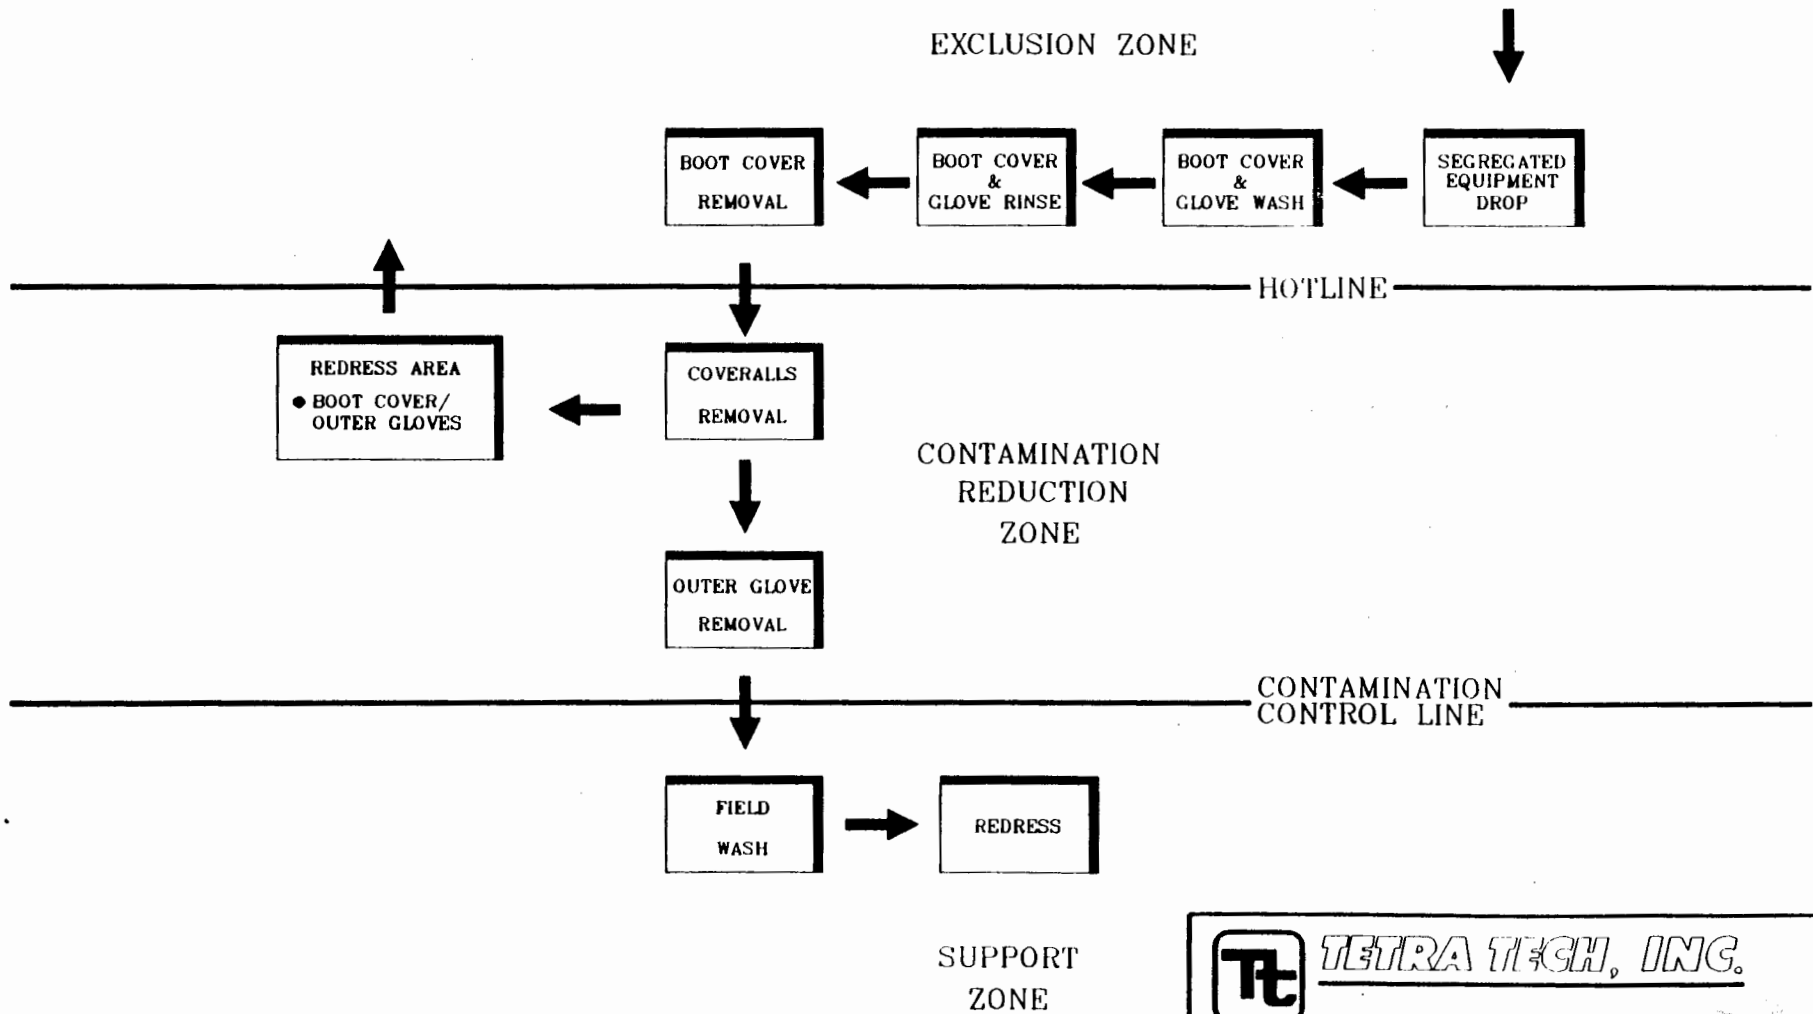 EXCLUSION ZONE
BOOT COVER
REMOVAL
BOOT COVER
&
GLOVE RINSE
BOOT COVER
&
GLOVE WASH
SEGREGATED
EQUIPMENT
DROP
HOTLINE
REDRESS AREA
● BOOT COVER/
OUTER GLOVES
COVERALLS
REMOVAL
CONTAMINATION
REDUCTION
ZONE
OUTER GLOVE
REMOVAL
CONTAMINATION
CONTROL LINE
FIELD
WASH
REDRESS
SUPPORT
ZONE
Tt
TETRA TECH, INC.